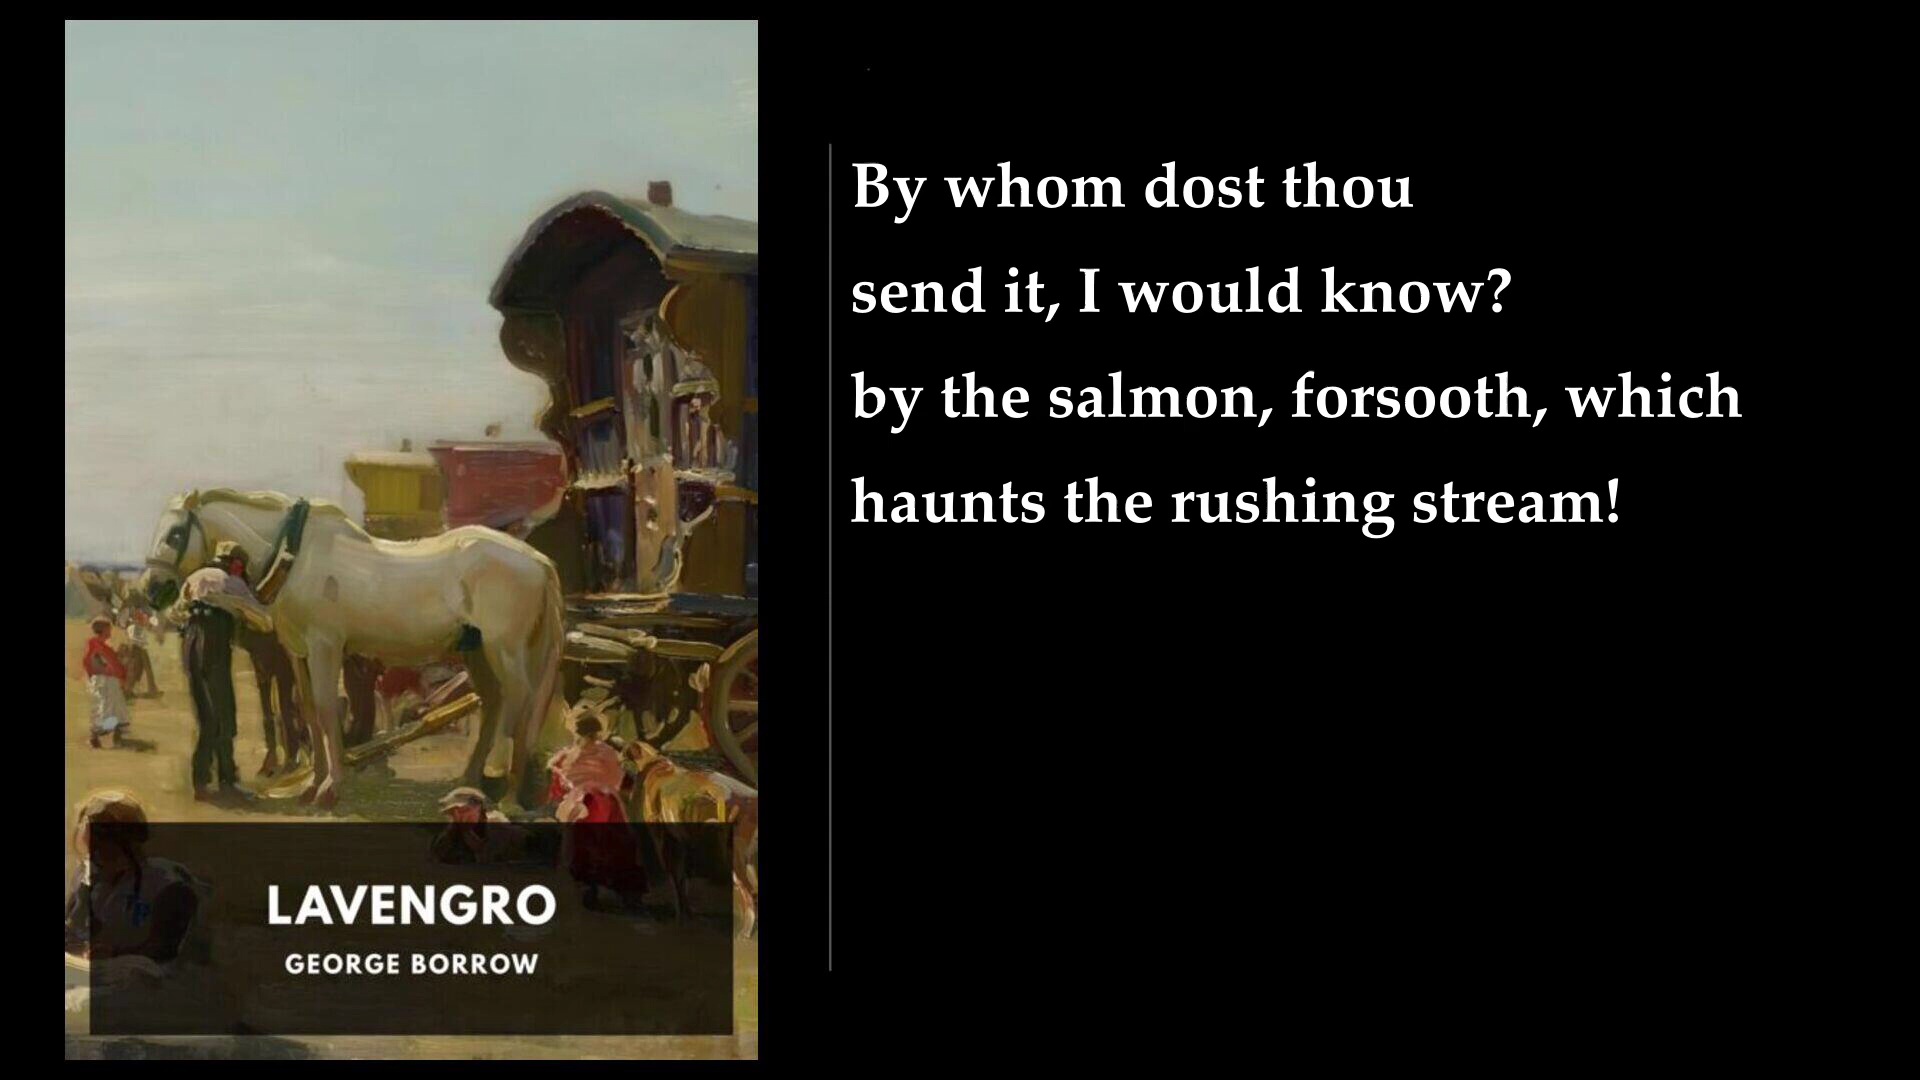 By whom dost thou
send it, I would know?
by the salmon, forsooth, which
haunts the rushing stream!
LAVENGRO
GEORGE BORROW